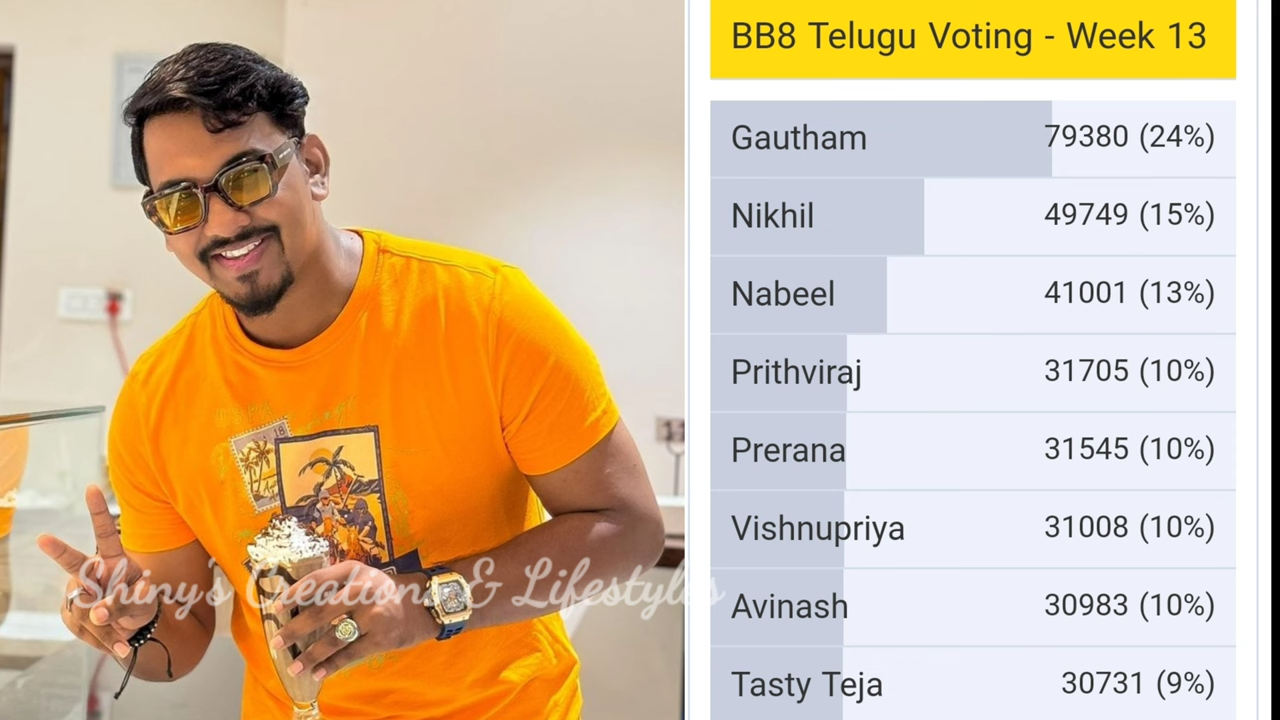 BB8 Telugu Voting - Week 13
Gautham 79380 (24%)
Nikhil 49749 (15%)
Nabeel 41001 (13%)
Prithviraj 31705 (10%)
Prerana 31545 (10%)
Vishnupriya 31008 (10%)
Avinash 30983 (10%)
Tasty Teja 30731 (9%)
Shiny's Creations & Lifestyles
18